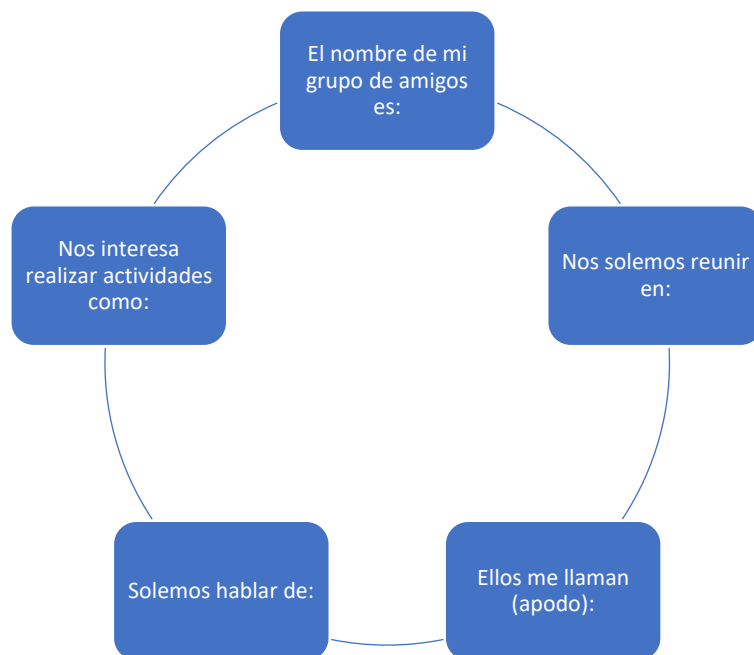 El nombre de mi
grupo de amigos
es:
Nos solemos reunir
en:
Ellos me llaman
(apodo):
Solemos hablar de:
Nos interesa
realizar actividades
como: